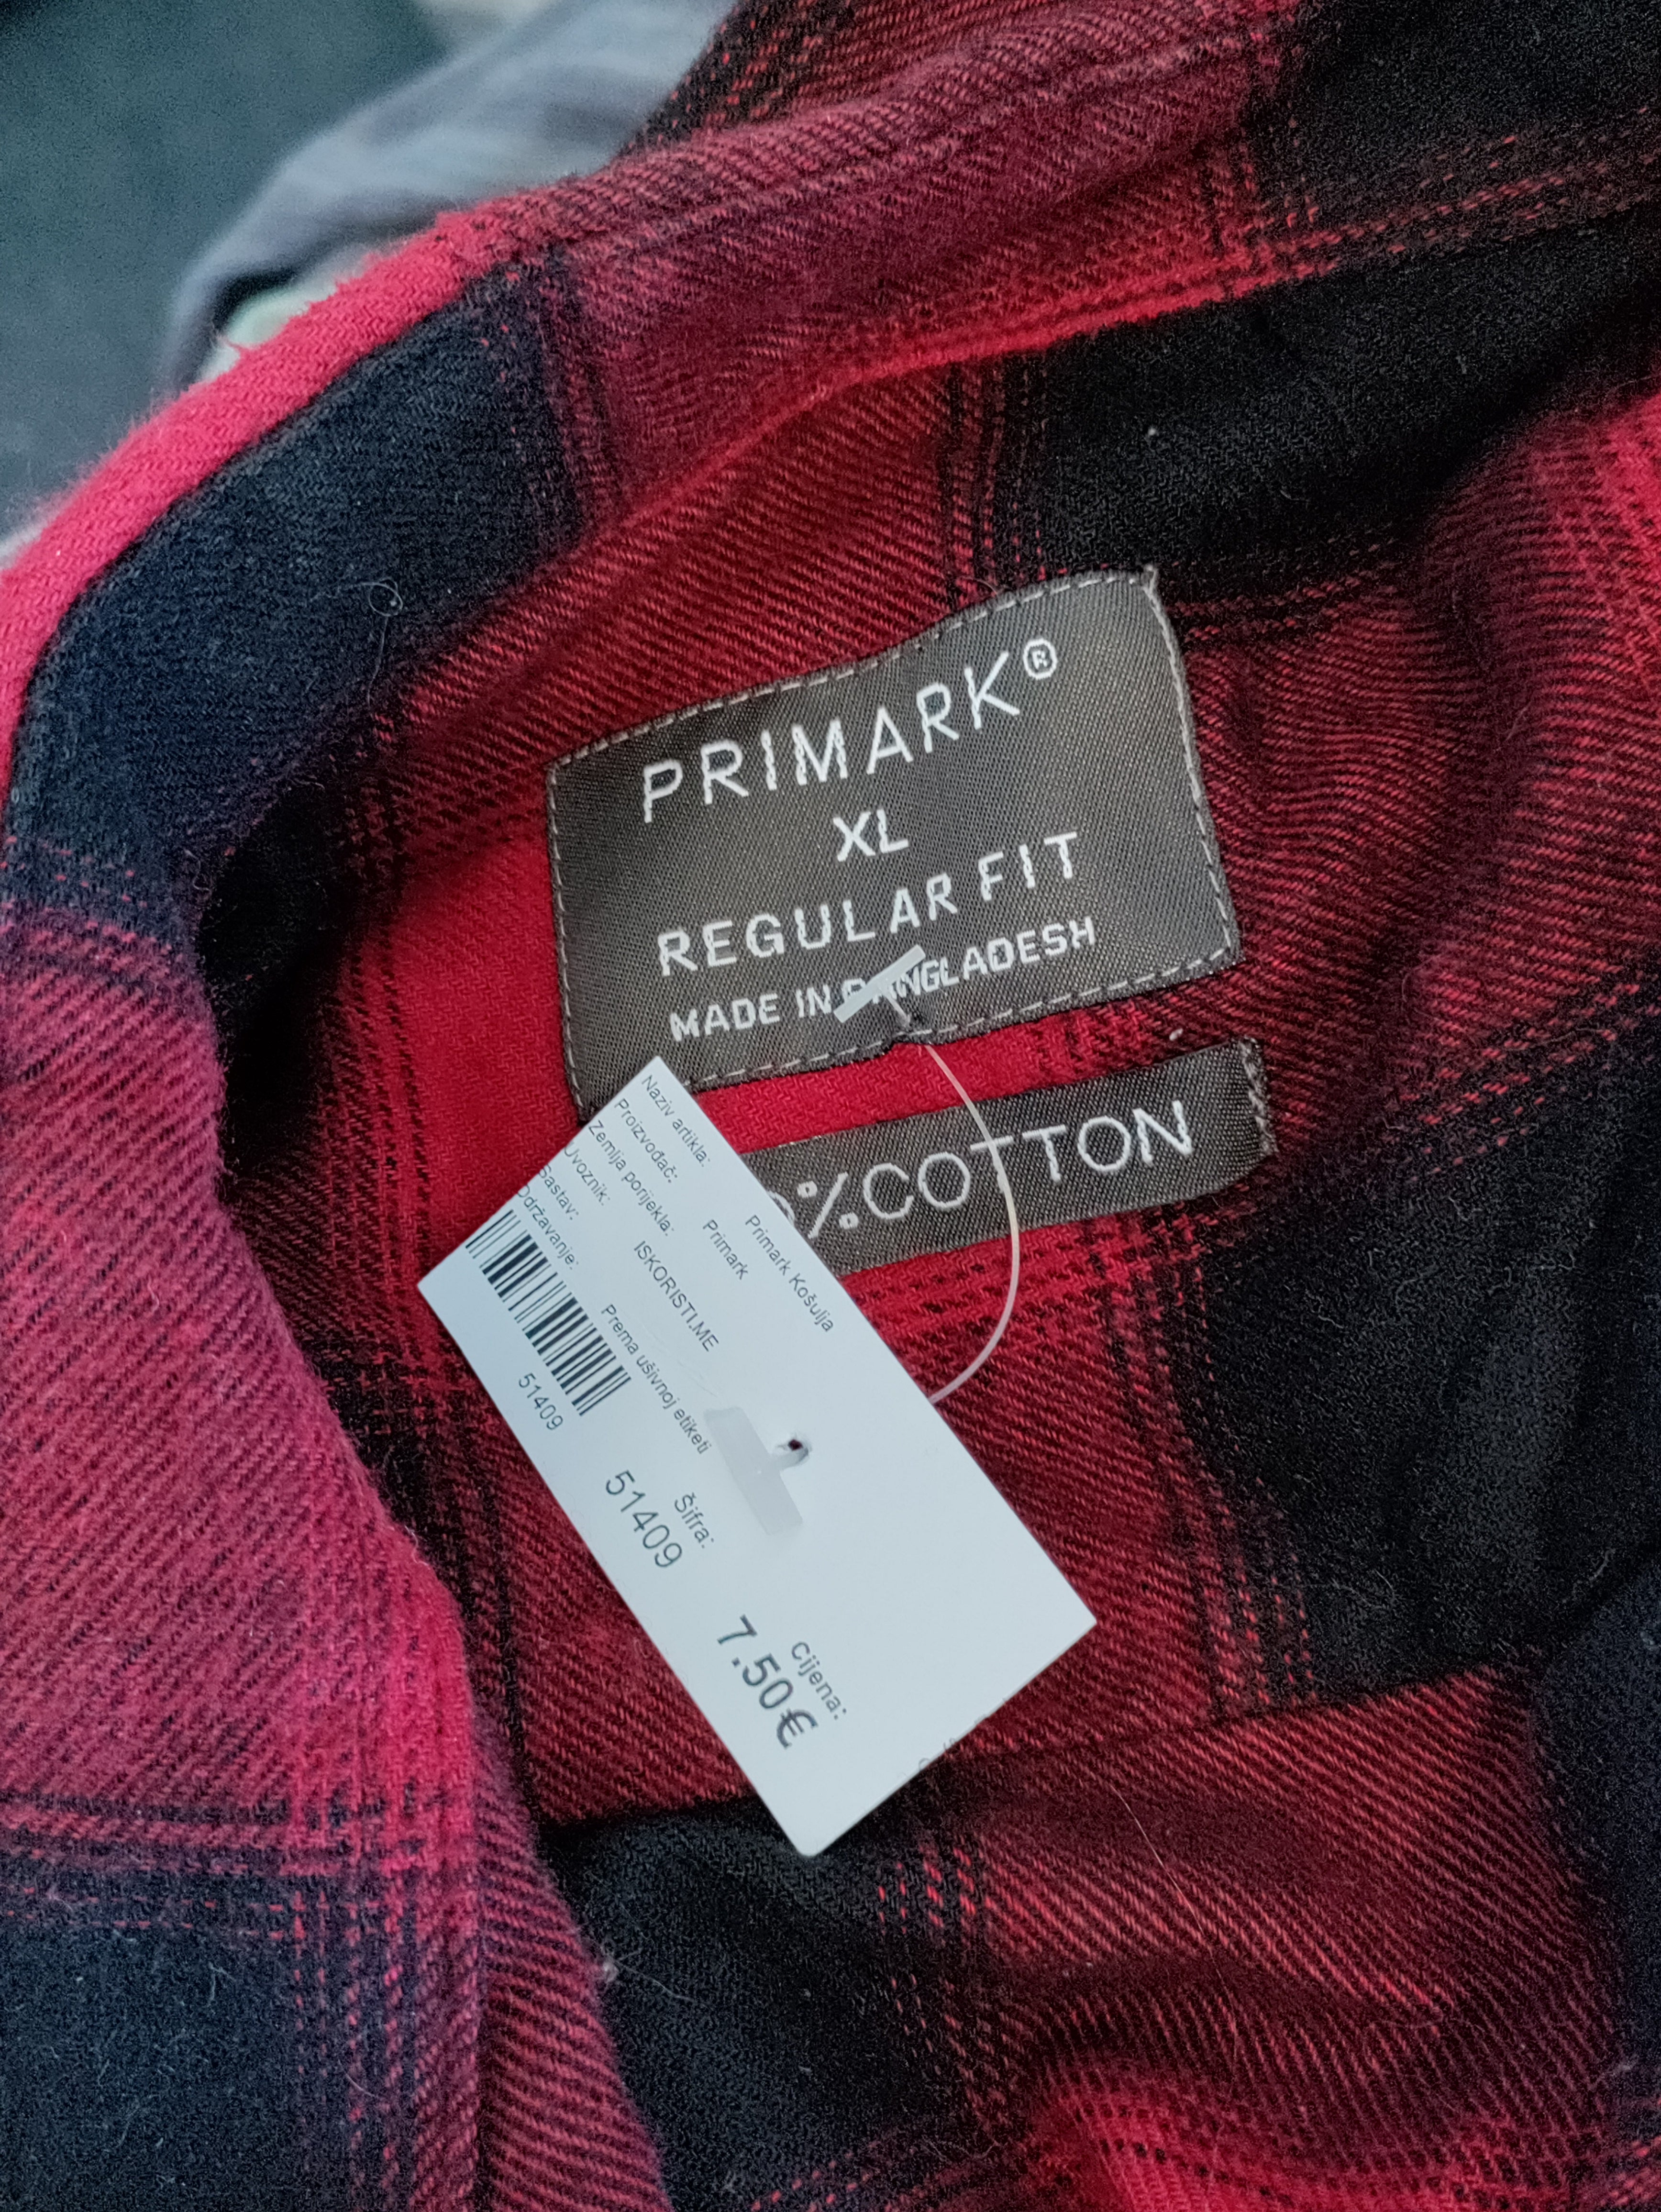 PRIMARK®
XL
REGULAR FIT
MADE IN BANGLADESH
%COTTON
Naziv artikla: Primark Košulja
Proizvođač: Primark
Zemlja porijekla:
Uvoznik: ISKORISTI.ME
Sastav:
Održavanje: Prema ušivnoj etiketi
51409
Šifra:
51409
cijena:
7.50€